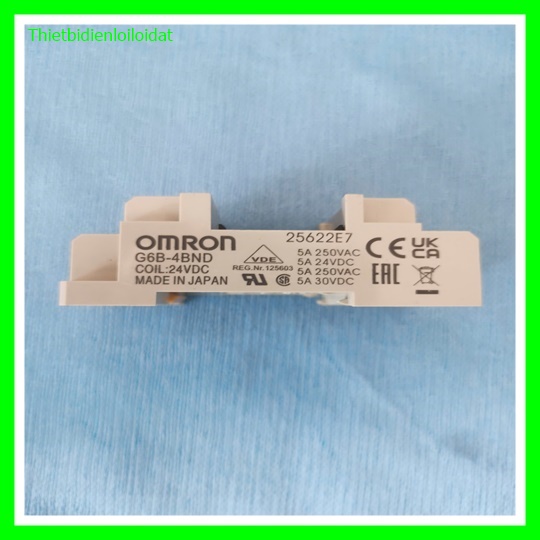 Thietbidienloiloidat
OMRON
25622E7
G6B-4BND
COIL:24VDC
MADE IN JAPAN
VDE
REG.Nr.125603
5A 250VAC
5A 24VDC
5A 250VAC
5A 30VDC
CE
UK
CA
EAC